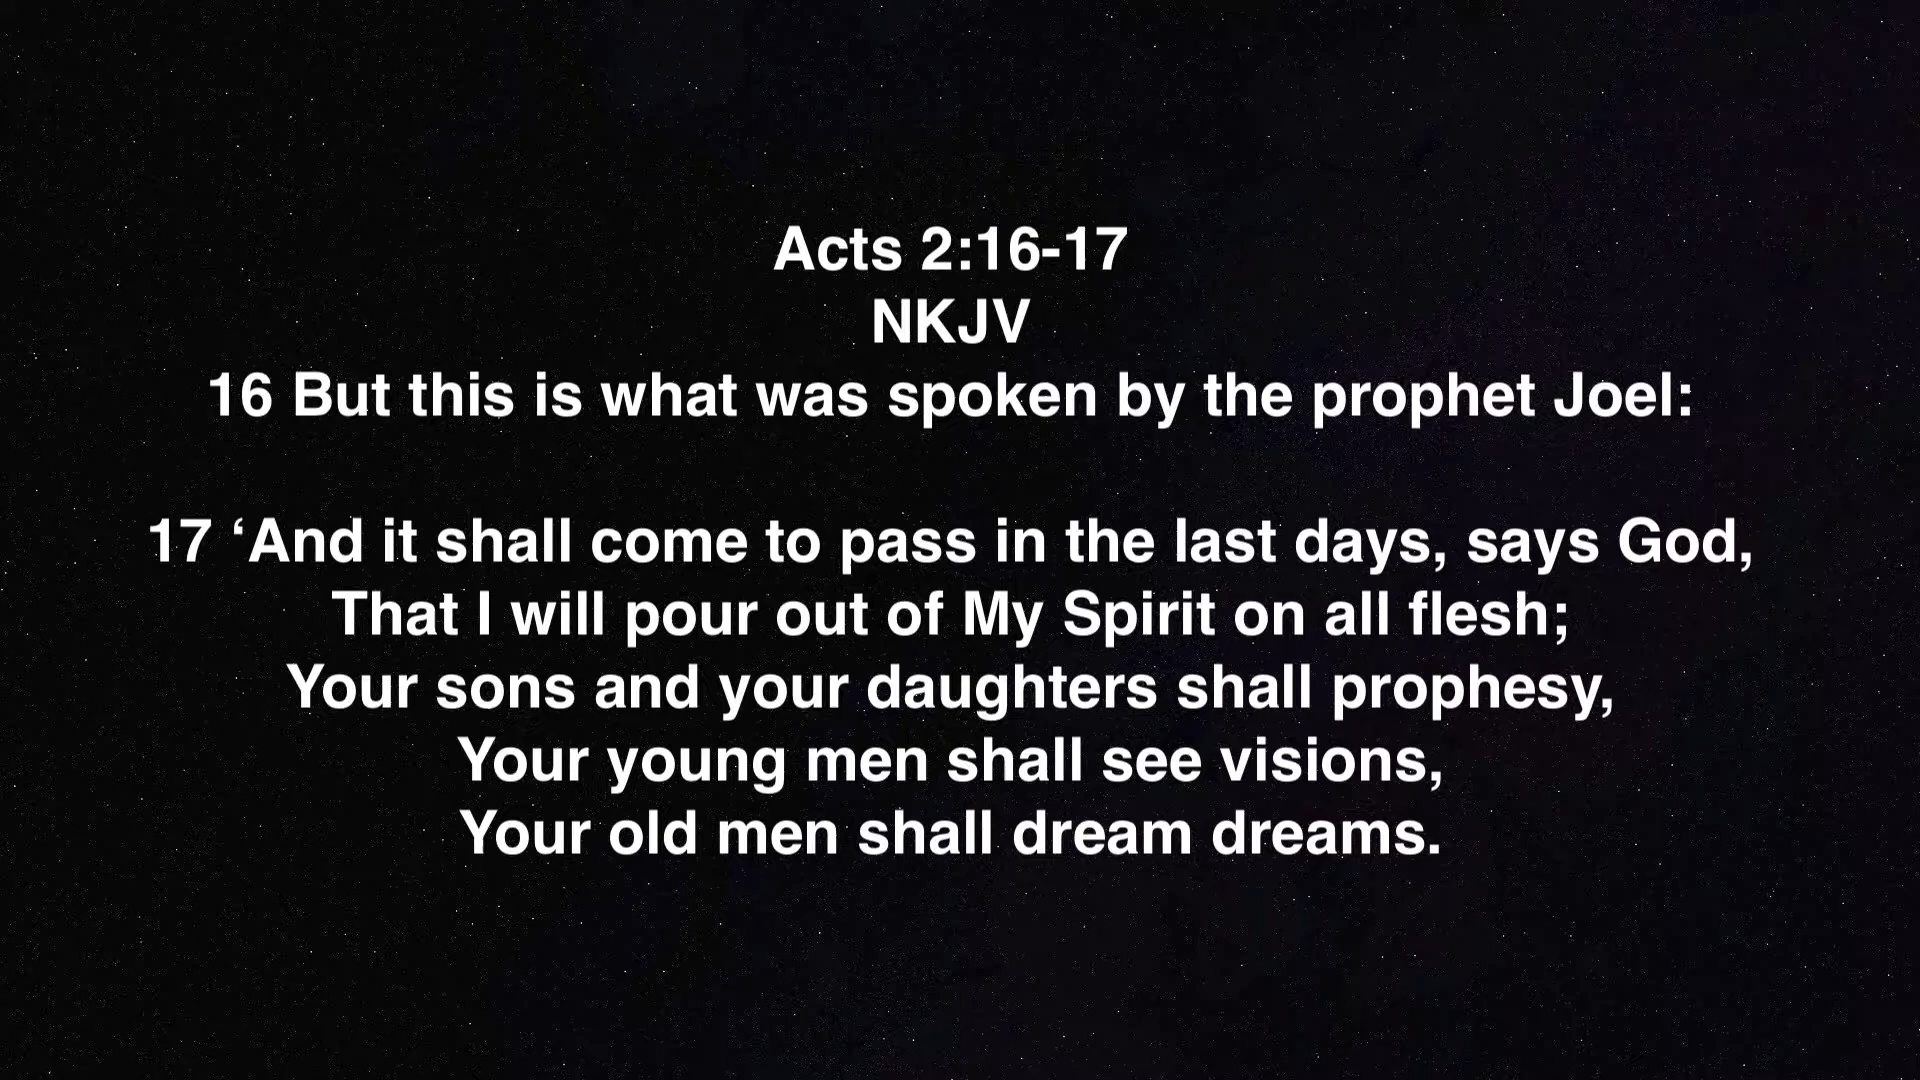 Acts 2:16-17
NKJV
16 But this is what was spoken by the prophet Joel:
17 ‘And it shall come to pass in the last days, says God,
That I will pour out of My Spirit on all flesh;
Your sons and your daughters shall prophesy,
Your young men shall see visions,
Your old men shall dream dreams.